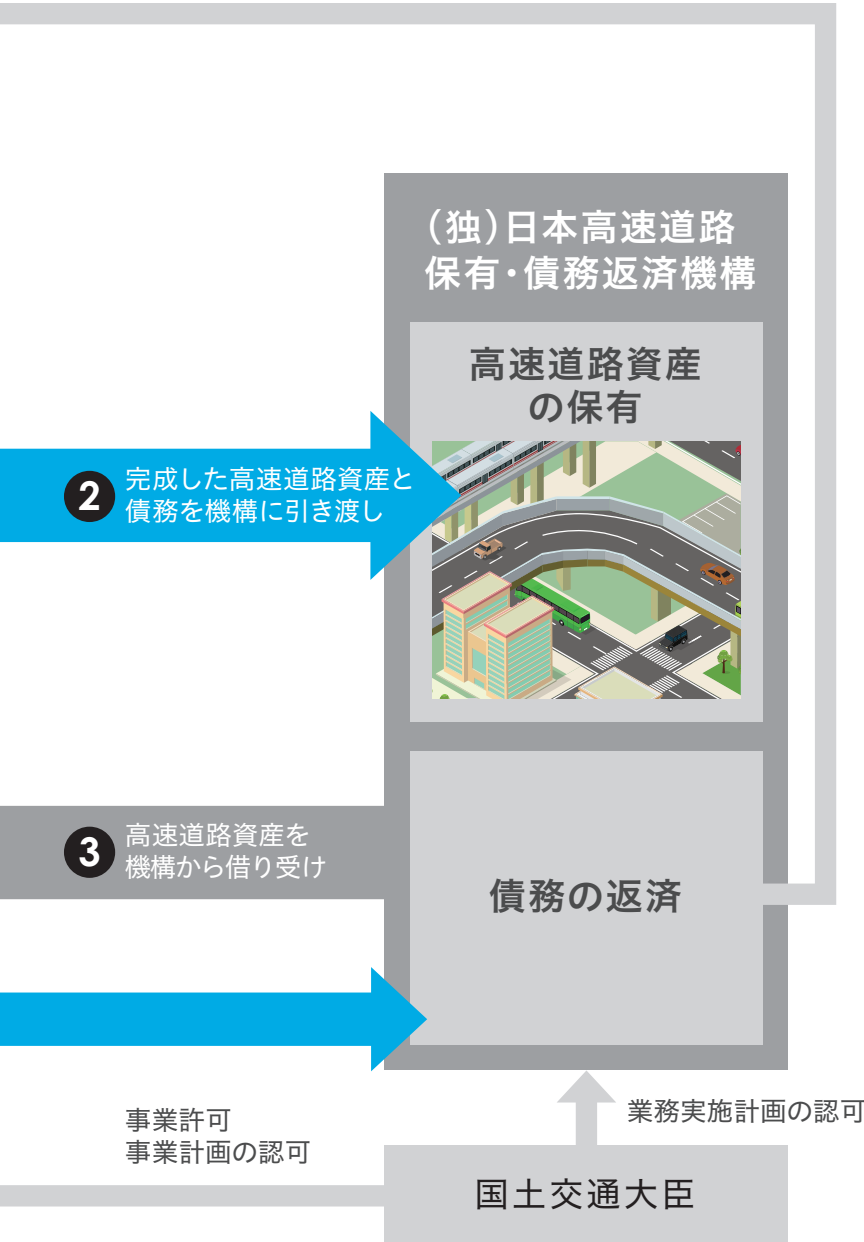 （独）日本高速道路
保有・債務返済機構
高速道路資産
の保有
2
完成した高速道路資産と
債務を機構に引き渡し
3
高速道路資産を
機構から借り受け
債務の返済
事業許可
事業計画の認可
業務実施計画の認可
国土交通大臣